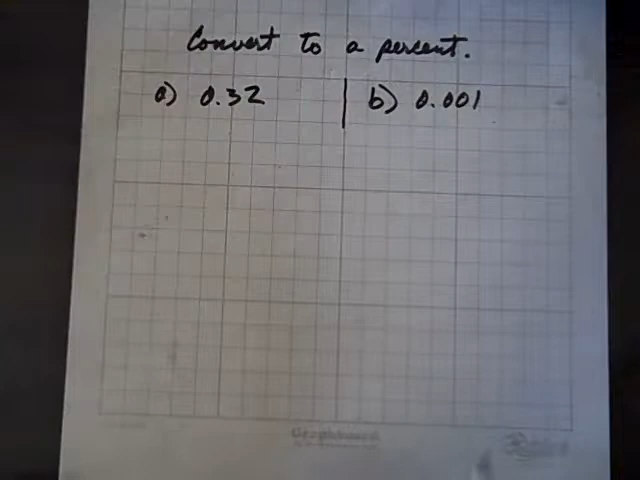 Convert to a percent.
a) 0.32
b) 0.001